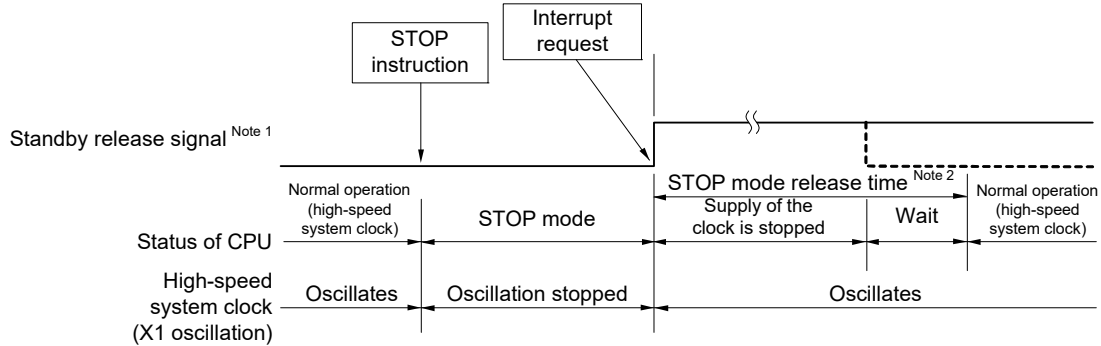 Interrupt
request
STOP
instruction
Standby release signal Note 1
STOP mode release time Note 2
Normal operation
(high-speed
system clock)
STOP mode
Supply of the
clock is stopped
Wait
Normal operation
(high-speed
system clock)
Status of CPU
High-speed
system clock
(X1 oscillation)
Oscillates
Oscillation stopped
Oscillates